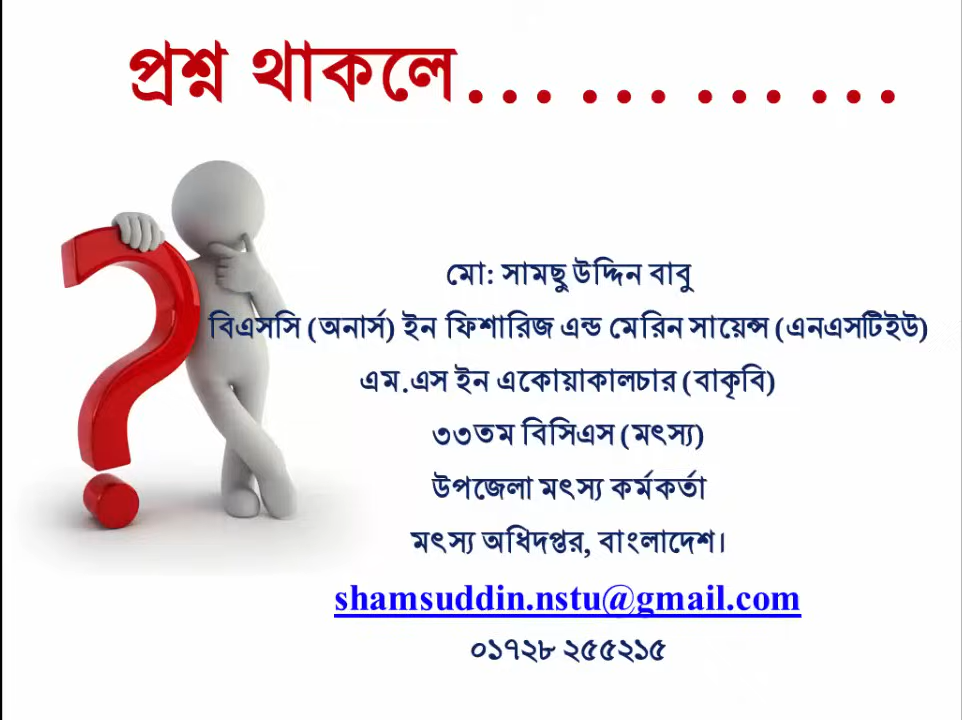 প্রশ্ন থাকলে... ... ... ...
মো: সামছু উদ্দিন বাবু
বিএসসি (অনার্স) ইন ফিশারিজ এন্ড মেরিন সায়েন্স (এনএসটিইউ)
এম.এস ইন একোয়াকালচার (বাকৃবি)
৩৩তম বিসিএস (মৎস্য)
উপজেলা মৎস্য কর্মকর্তা
মৎস্য অধিদপ্তর, বাংলাদেশ।
shamsuddin.nstu@gmail.com
০১৭২৮ ২৫৫২১৫